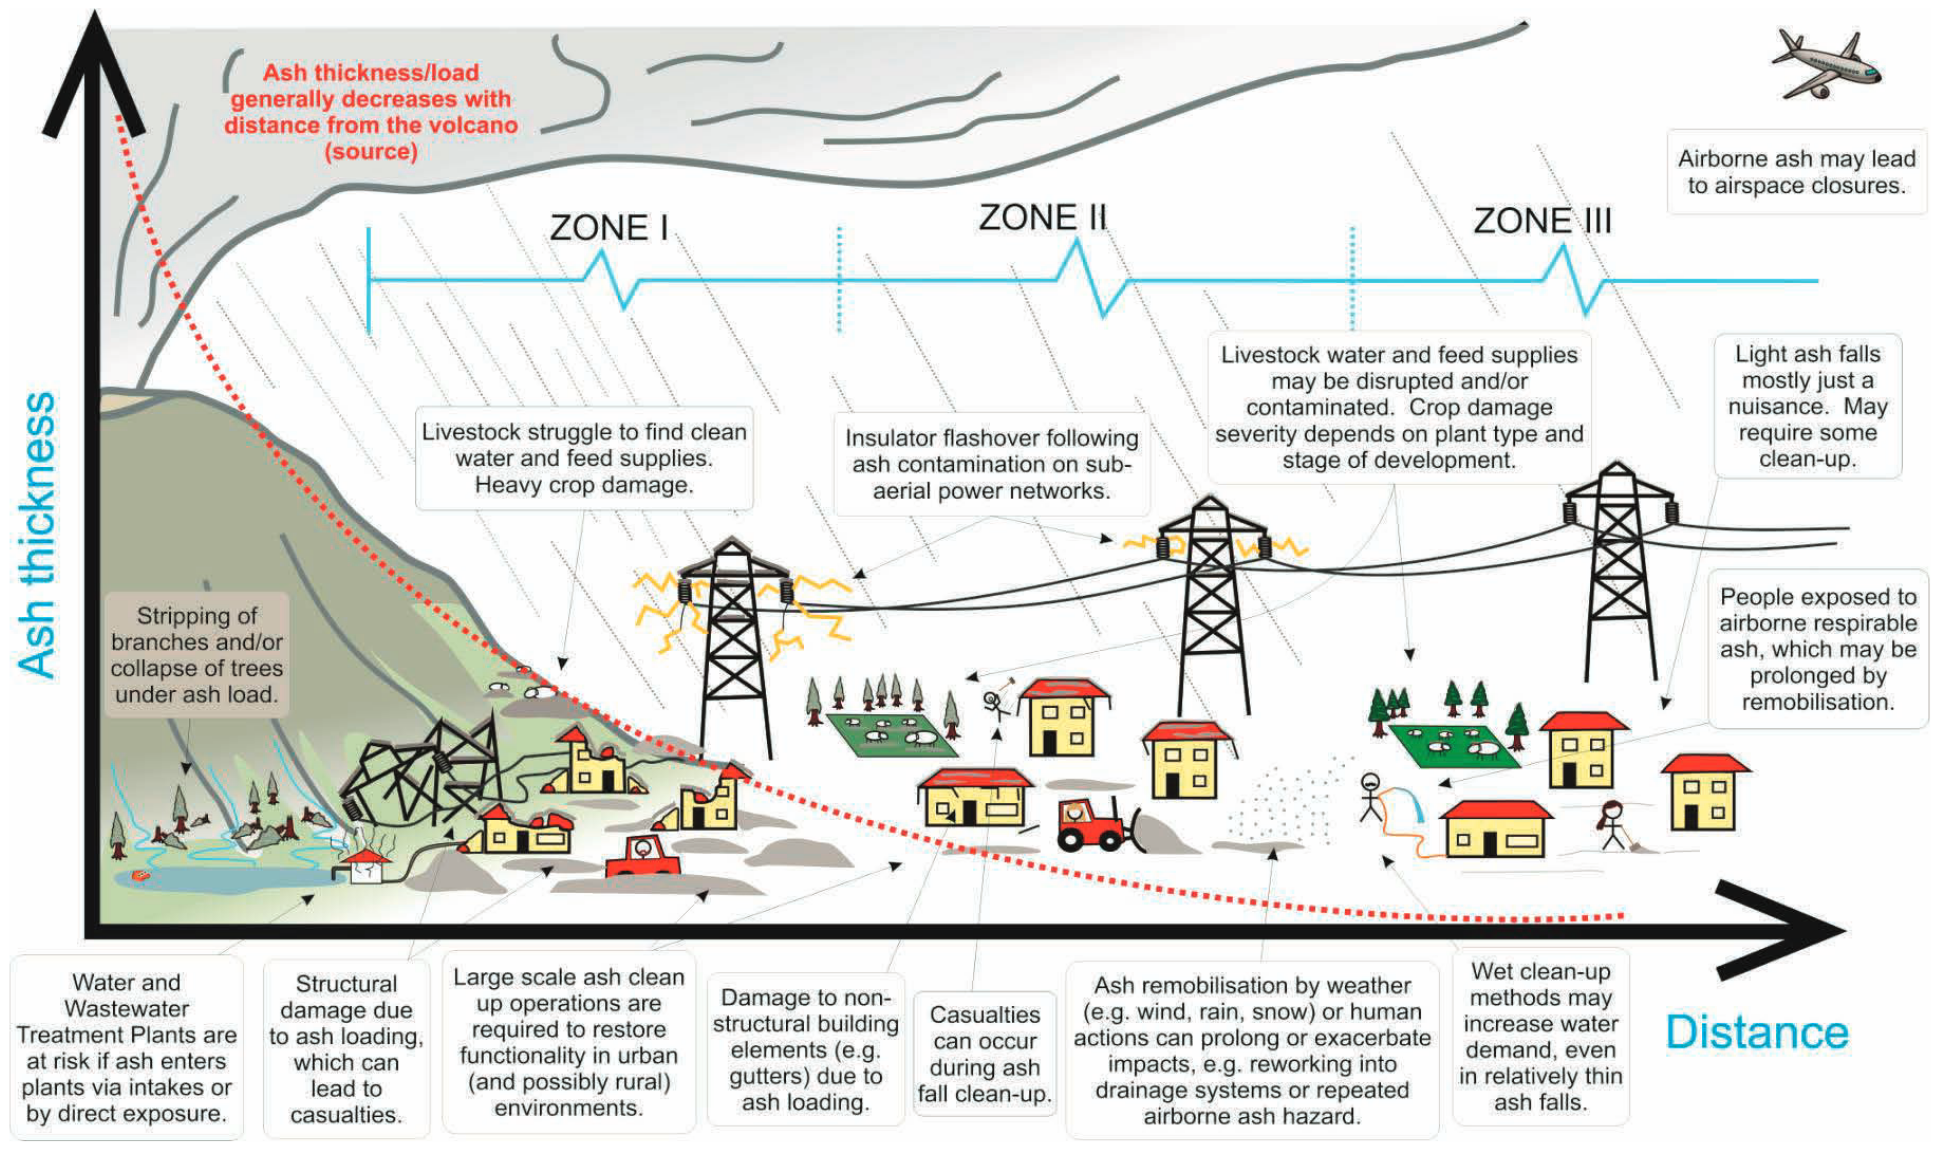 Ash thickness/load
generally decreases with
distance from the volcano
(source)
Airborne ash may lead
to airspace closures.
ZONE I
ZONE II
ZONE III
Livestock water and feed supplies
may be disrupted and/or
contaminated. Crop damage
severity depends on plant type and
stage of development.
Light ash falls
mostly just a
nuisance. May
require some
clean-up.
Livestock struggle to find clean
water and feed supplies.
Heavy crop damage.
Insulator flashover following
ash contamination on sub-
aerial power networks.
Ash thickness
Stripping of
branches and/or
collapse of trees
under ash load.
People exposed to
airborne respirable
ash, which may be
prolonged by
remobilisation.
Water and
Wastewater
Treatment Plants are
at risk if ash enters
plants via intakes or
by direct exposure.
Structural
damage due
to ash loading,
which can
lead to
casualties.
Large scale ash clean
up operations are
required to restore
functionality in urban
(and possibly rural)
environments.
Damage to non-
structural building
elements (e.g.
gutters) due to
ash loading.
Casualties
can occur
during ash
fall clean-up.
Ash remobilisation by weather
(e.g. wind, rain, snow) or human
actions can prolong or exacerbate
impacts, e.g. reworking into
drainage systems or repeated
airborne ash hazard.
Wet clean-up
methods may
increase water
demand, even
in relatively thin
ash falls.
Distance